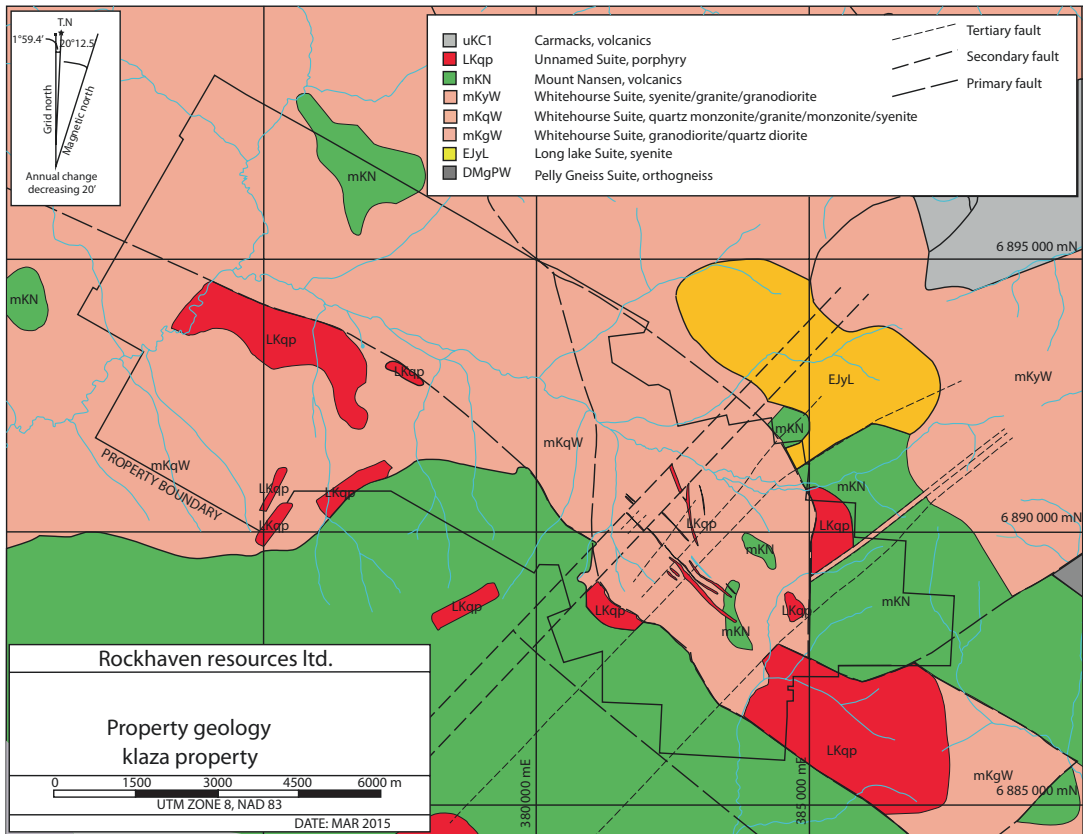 T.N
1°59.4'
20°12.5'
Grid north
Magnetic north
Annual change
decreasing 20'
uKC1 Carmacks, volcanics
LKqp Unnamed Suite, porphyry
mKN Mount Nansen, volcanics
mKyW Whitehourse Suite, syenite/granite/granodiorite
mKqW Whitehourse Suite, quartz monzonite/granite/monzonite/syenite
mKgW Whitehourse Suite, granodiorite/quartz diorite
EJyL Long lake Suite, syenite
DMgPW Pelly Gneiss Suite, orthogneiss
Tertiary fault
Secondary fault
Primary fault
mKN
6 895 000 mN
mKN
LKqp
LKqp
EJyL
mKyW
mKN
mKqW
mKqW
PROPERTY BOUNDARY
LKqp
LKqp
LKqp
mKN
LKqp
LKqp
6 890 000 mN
mKN
LKqp
LKqp
LKqp
mKN
mKN
LKqp
mKgW
6 885 000 mN
380 000 mE
385 000 mE
Rockhaven resources ltd.
Property geology
klaza property
0 1500 3000 4500 6000 m
UTM ZONE 8, NAD 83
DATE: MAR 2015